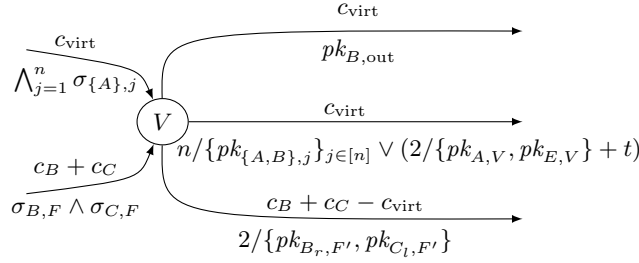 c_virt
⋀_{j=1}^{n} σ_{{A},j}
c_virt
pk_{B,out}
V
c_virt
n/{pk_{{A,B},j}}_{j∈[n]} ∨ (2/{pk_{A,V}, pk_{E,V}} + t)
c_B + c_C
σ_{B,F} ∧ σ_{C,F}
c_B + c_C − c_virt
2/{pk_{B_r,F′}, pk_{C_l,F′}}